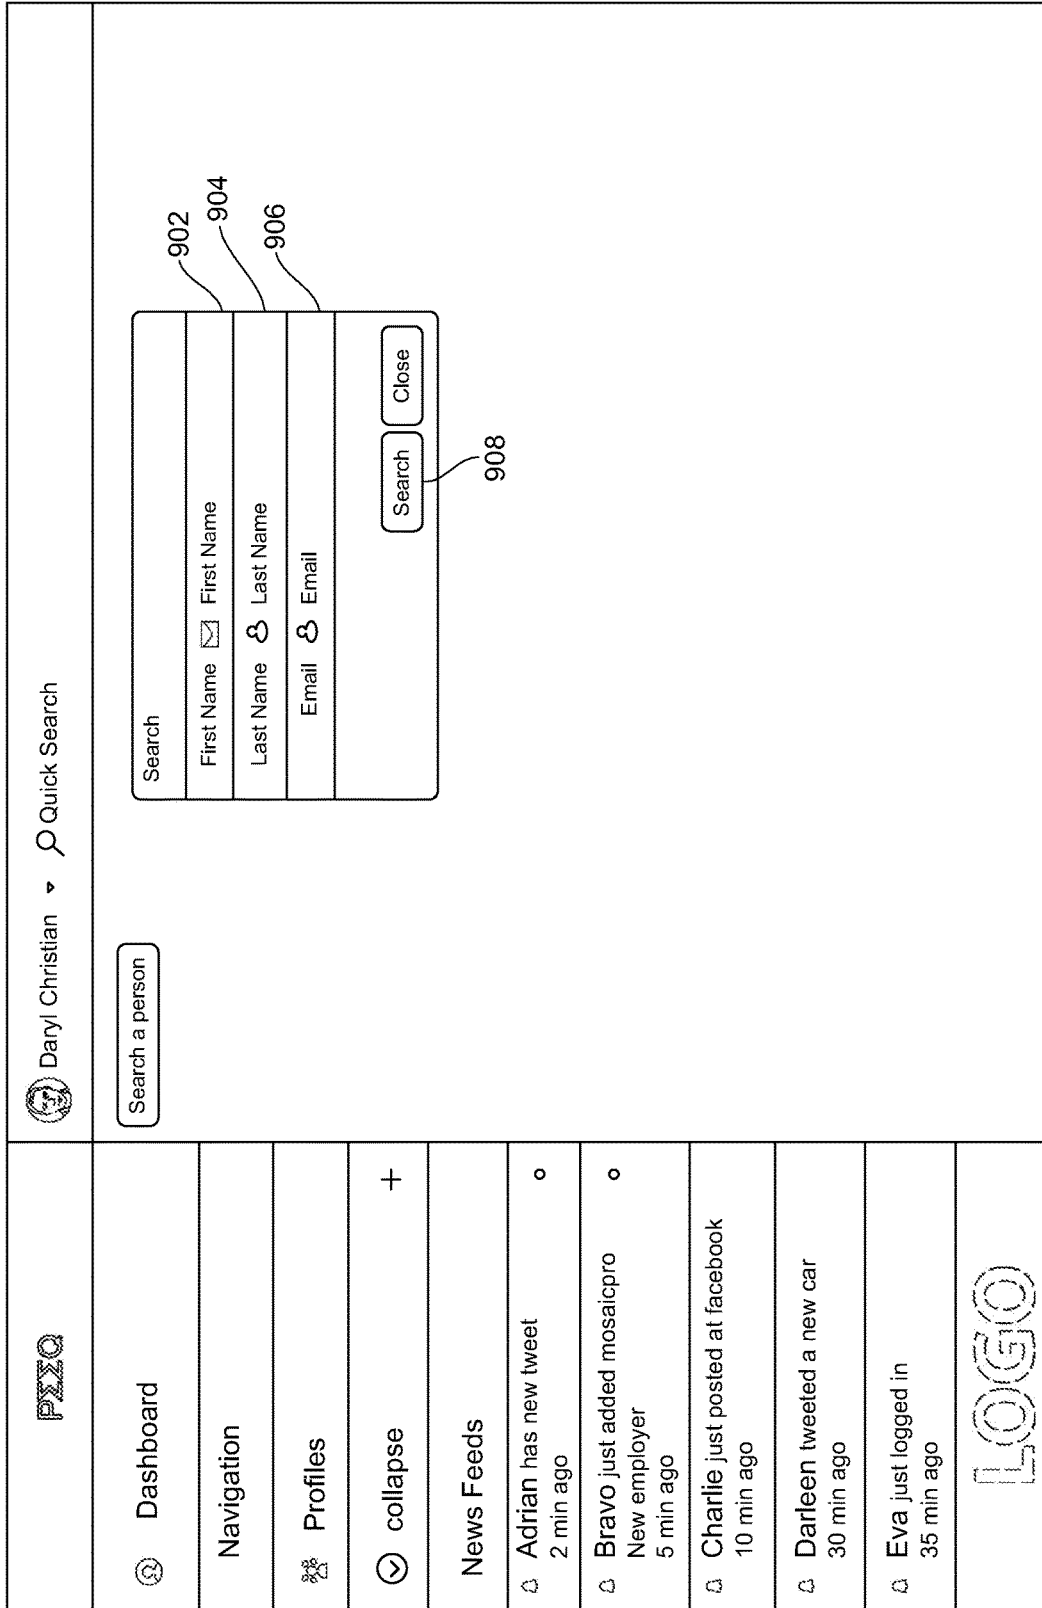 PΣΣQ
Daryl Christian
Quick Search
Dashboard
Navigation
Profiles
collapse +
News Feeds
Adrian has new tweet
2 min ago
Bravo just added mosaicpro
New employer
5 min ago
Charlie just posted at facebook
10 min ago
Darleen tweeted a new car
30 min ago
Eva just logged in
35 min ago
LOGO
Search a person
Search
First Name First Name
Last Name Last Name
Email Email
Search Close
902
904
906
908